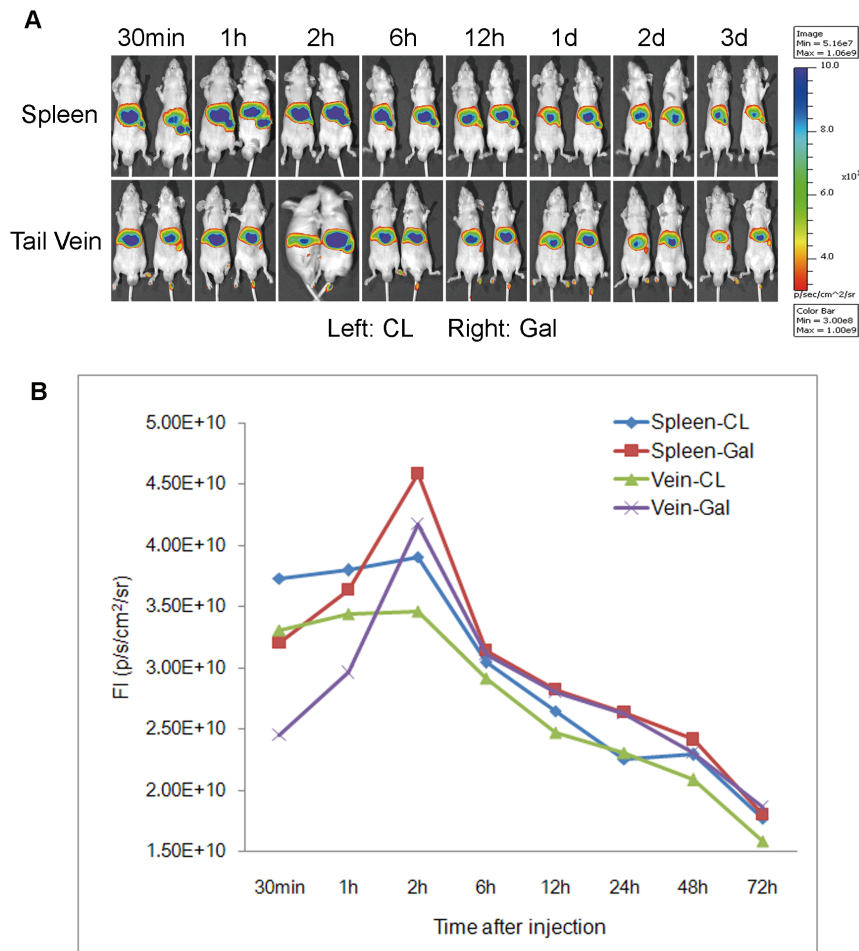 A
30min 1h 2h 6h 12h 1d 2d 3d
Spleen
Tail Vein
Left: CL Right: Gal
Image
Min = 5.16e7
Max = 1.06e9
10.0
8.0
6.0
4.0
p/sec/cm^2/sr
Color Bar
Min = 3.00e8
Max = 1.00e9
B
5.00E+10
4.50E+10
4.00E+10
3.50E+10
3.00E+10
2.50E+10
2.00E+10
1.50E+10
FI (p/s/cm²/sr)
Spleen-CL
Spleen-Gal
Vein-CL
Vein-Gal
30min 1h 2h 6h 12h 24h 48h 72h
Time after injection